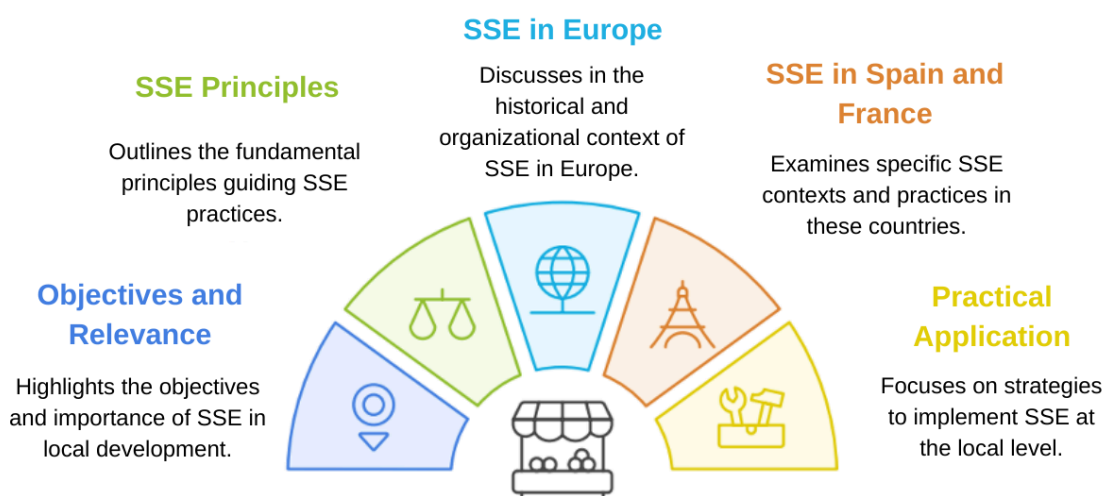 SSE in Europe
Discusses in the
historical and
organizational context of
SSE in Europe.
SSE Principles
Outlines the fundamental
principles guiding SSE
practices.
SSE in Spain and
France
Examines specific SSE
contexts and practices in
these countries.
Objectives and
Relevance
Highlights the objectives
and importance of SSE in
local development.
Practical
Application
Focuses on strategies
to implement SSE at
the local level.